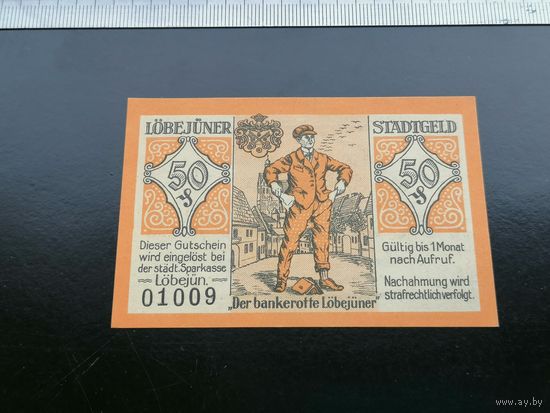 LÖBEJÜNER
STADTGELD
50
₰
50
₰
Dieser Gutschein
wird eingelöst bei
der städt. Sparkasse
Löbejün.
01009
„Der bankerotte Löbejüner“
Gültig bis 1 Monat
nach Aufruf.
Nachahmung wird
strafrechtlich verfolgt.
www.ay.by